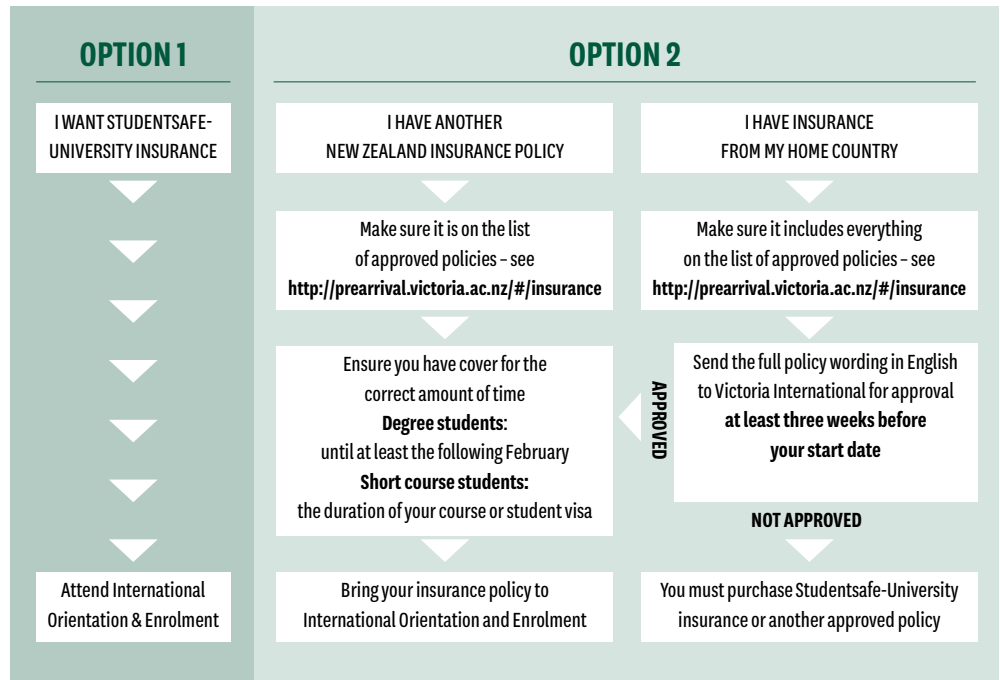 OPTION 1
I WANT STUDENTSAFE-
UNIVERSITY INSURANCE
Attend International
Orientation & Enrolment
OPTION 2
I HAVE ANOTHER
NEW ZEALAND INSURANCE POLICY
Make sure it is on the list
of approved policies – see
http://prearrival.victoria.ac.nz/#/insurance
Ensure you have cover for the
correct amount of time
Degree students:
until at least the following February
Short course students:
the duration of your course or student visa
Bring your insurance policy to
International Orientation and Enrolment
I HAVE INSURANCE
FROM MY HOME COUNTRY
Make sure it includes everything
on the list of approved policies – see
http://prearrival.victoria.ac.nz/#/insurance
Send the full policy wording in English
to Victoria International for approval
at least three weeks before
your start date
APPROVED
NOT APPROVED
You must purchase Studentsafe-University
insurance or another approved policy